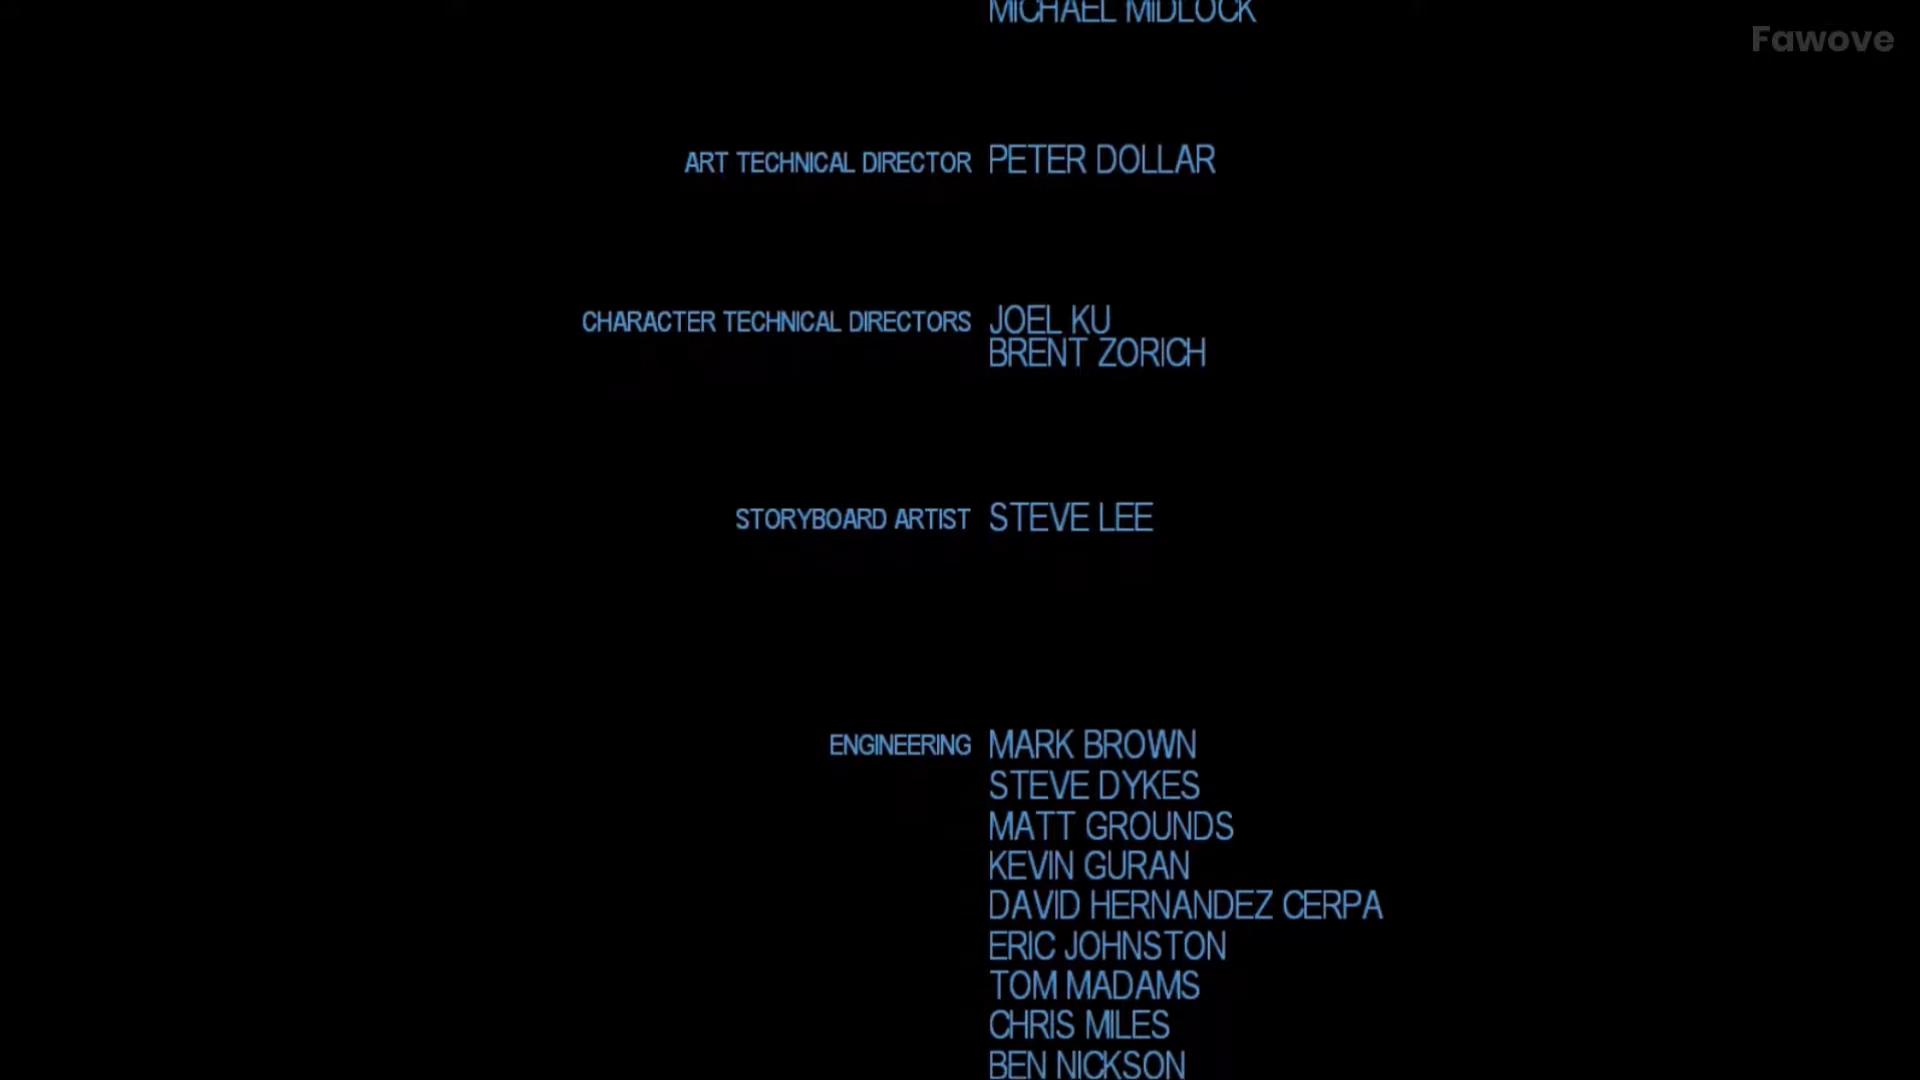 MICHAEL MIDLOCK
Fawove
ART TECHNICAL DIRECTOR PETER DOLLAR
CHARACTER TECHNICAL DIRECTORS JOEL KU
BRENT ZORICH
STORYBOARD ARTIST STEVE LEE
ENGINEERING MARK BROWN
STEVE DYKES
MATT GROUNDS
KEVIN GURAN
DAVID HERNANDEZ CERPA
ERIC JOHNSTON
TOM MADAMS
CHRIS MILES
BEN NICKSON